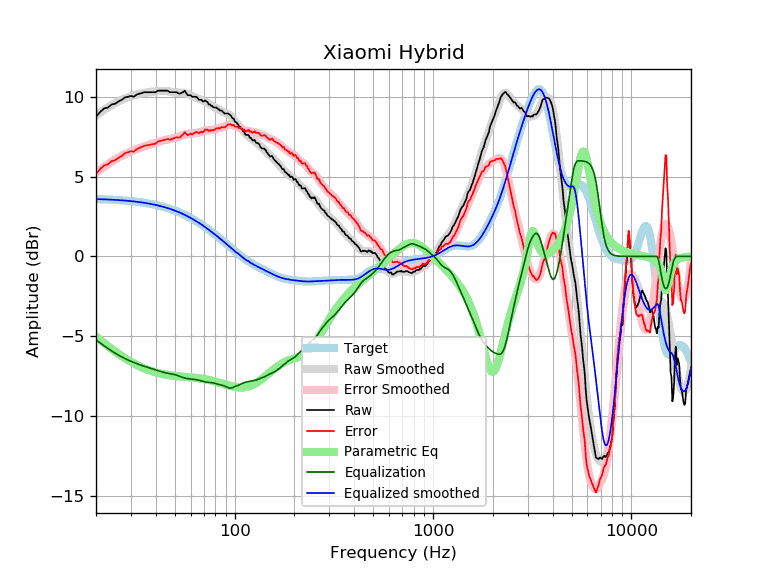 Xiaomi Hybrid
10
5
0
−5
−10
−15
Amplitude (dBr)
Target
Raw Smoothed
Error Smoothed
Raw
Error
Parametric Eq
Equalization
Equalized smoothed
100 1000 10000
Frequency (Hz)